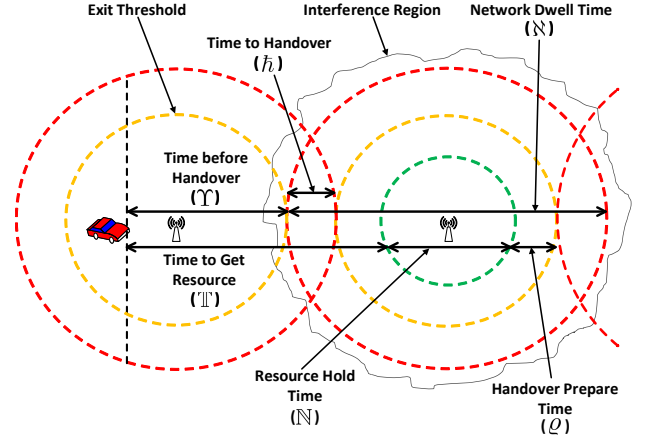 Exit Threshold
Interference Region
Network Dwell Time
(ℵ)
Time to Handover
(ℏ)
Time before
Handover
(ϒ)
Time to Get
Resource
(𝕋)
Resource Hold
Time
(ℕ)
Handover Prepare
Time
(ϱ)